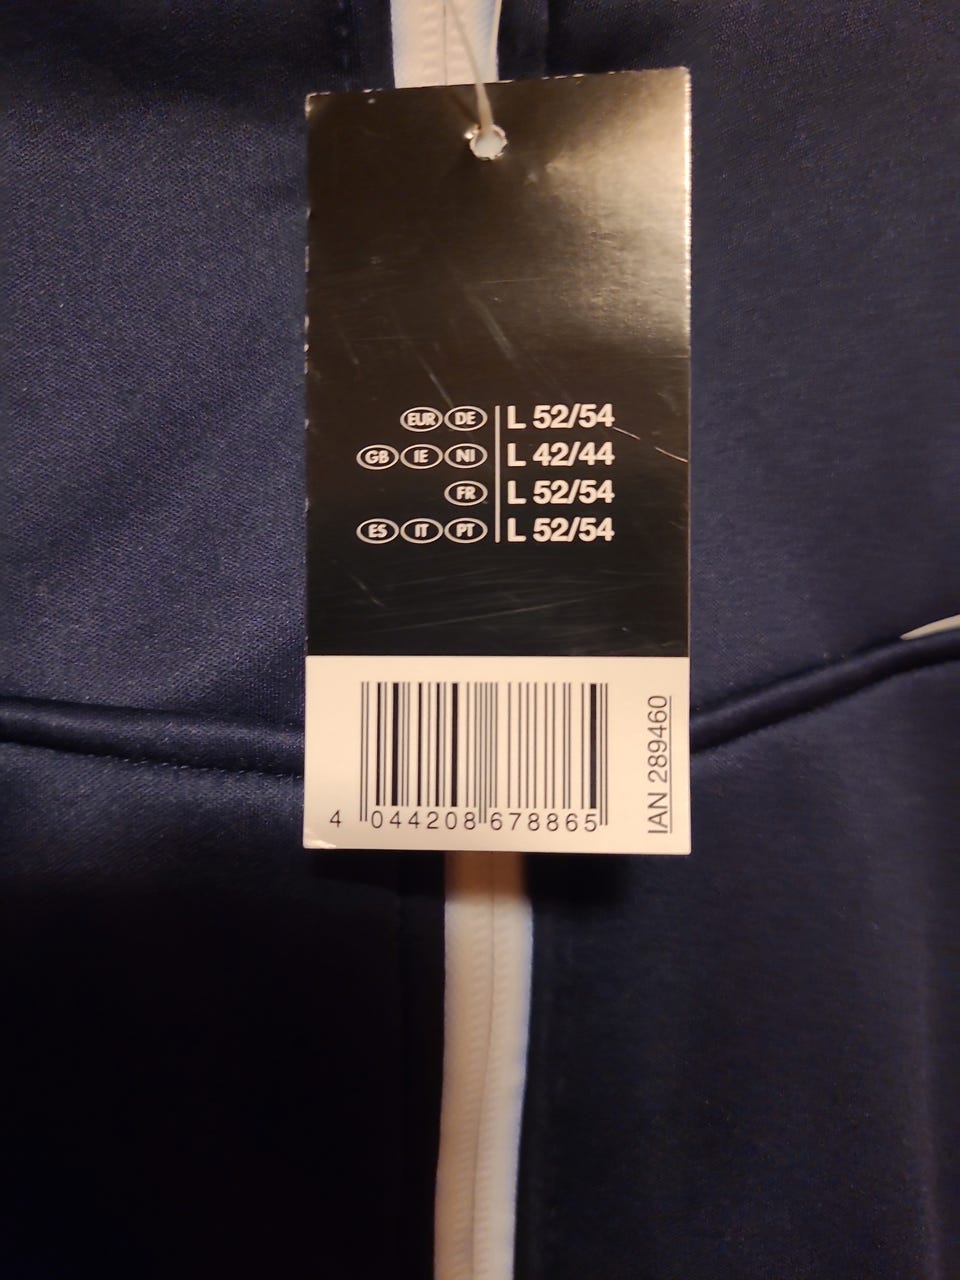 EUR DE L 52/54
GB IE NI L 42/44
FR L 52/54
ES IT PT L 52/54
4 044208 678865
IAN 289460